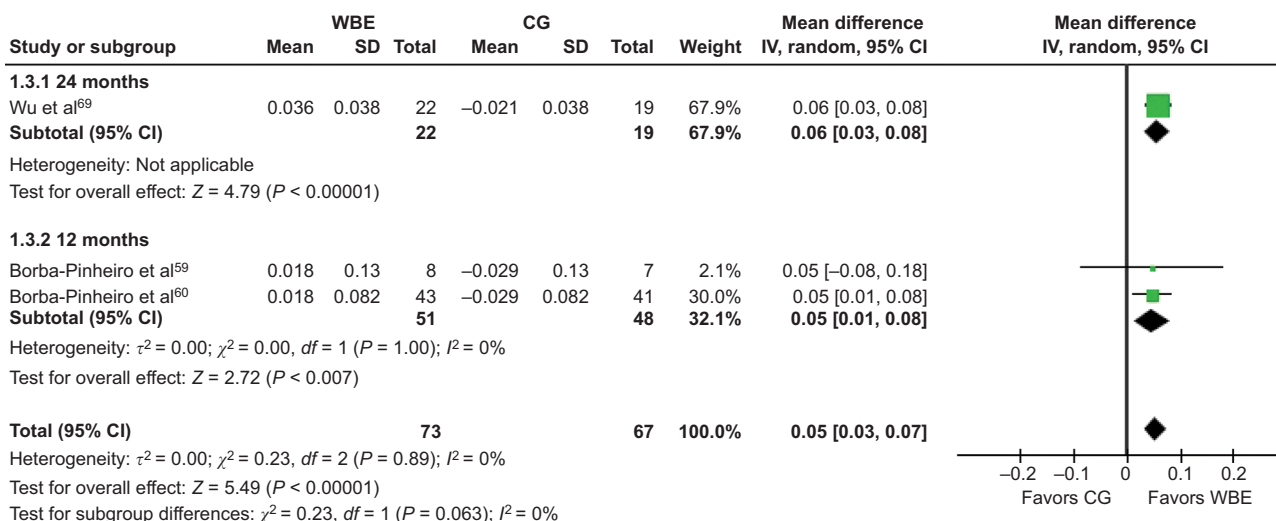 WBE CG Mean difference Mean difference
Study or subgroup Mean SD Total Mean SD Total Weight IV, random, 95% CI IV, random, 95% CI
1.3.1 24 months
Wu et al⁶⁹ 0.036 0.038 22 –0.021 0.038 19 67.9% 0.06 [0.03, 0.08]
Subtotal (95% CI) 22 19 67.9% 0.06 [0.03, 0.08]
Heterogeneity: Not applicable
Test for overall effect: Z = 4.79 (P < 0.00001)
1.3.2 12 months
Borba-Pinheiro et al⁵⁹ 0.018 0.13 8 –0.029 0.13 7 2.1% 0.05 [–0.08, 0.18]
Borba-Pinheiro et al⁶⁰ 0.018 0.082 43 –0.029 0.082 41 30.0% 0.05 [0.01, 0.08]
Subtotal (95% CI) 51 48 32.1% 0.05 [0.01, 0.08]
Heterogeneity: τ² = 0.00; χ² = 0.00, df = 1 (P = 1.00); I² = 0%
Test for overall effect: Z = 2.72 (P < 0.007)
Total (95% CI) 73 67 100.0% 0.05 [0.03, 0.07]
Heterogeneity: τ² = 0.00; χ² = 0.23, df = 2 (P = 0.89); I² = 0%
Test for overall effect: Z = 5.49 (P < 0.00001)
Test for subgroup differences: χ² = 0.23, df = 1 (P = 0.063); I² = 0%
–0.2 –0.1 0 0.1 0.2
Favors CG Favors WBE